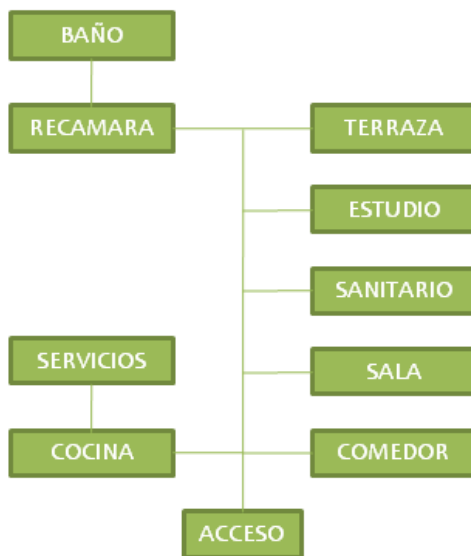 BAÑO
RECAMARA
TERRAZA
ESTUDIO
SANITARIO
SERVICIOS
SALA
COCINA
COMEDOR
ACCESO